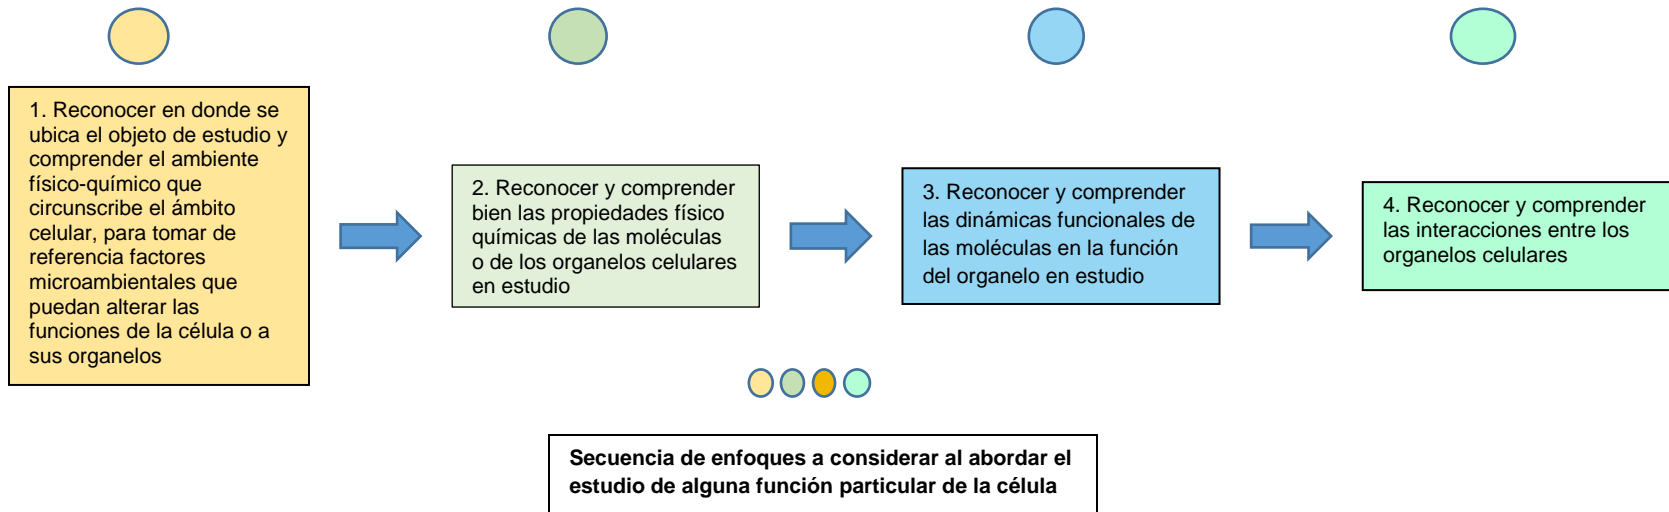 1. Reconocer en donde se
ubica el objeto de estudio y
comprender el ambiente
físico-químico que
circunscribe el ámbito
celular, para tomar de
referencia factores
microambientales que
puedan alterar las
funciones de la célula o a
sus organelos
2. Reconocer y comprender
bien las propiedades físico
químicas de las moléculas
o de los organelos celulares
en estudio
3. Reconocer y comprender
las dinámicas funcionales de
las moléculas en la función
del organelo en estudio
4. Reconocer y comprender
las interacciones entre los
organelos celulares
Secuencia de enfoques a considerar al abordar el
estudio de alguna función particular de la célula